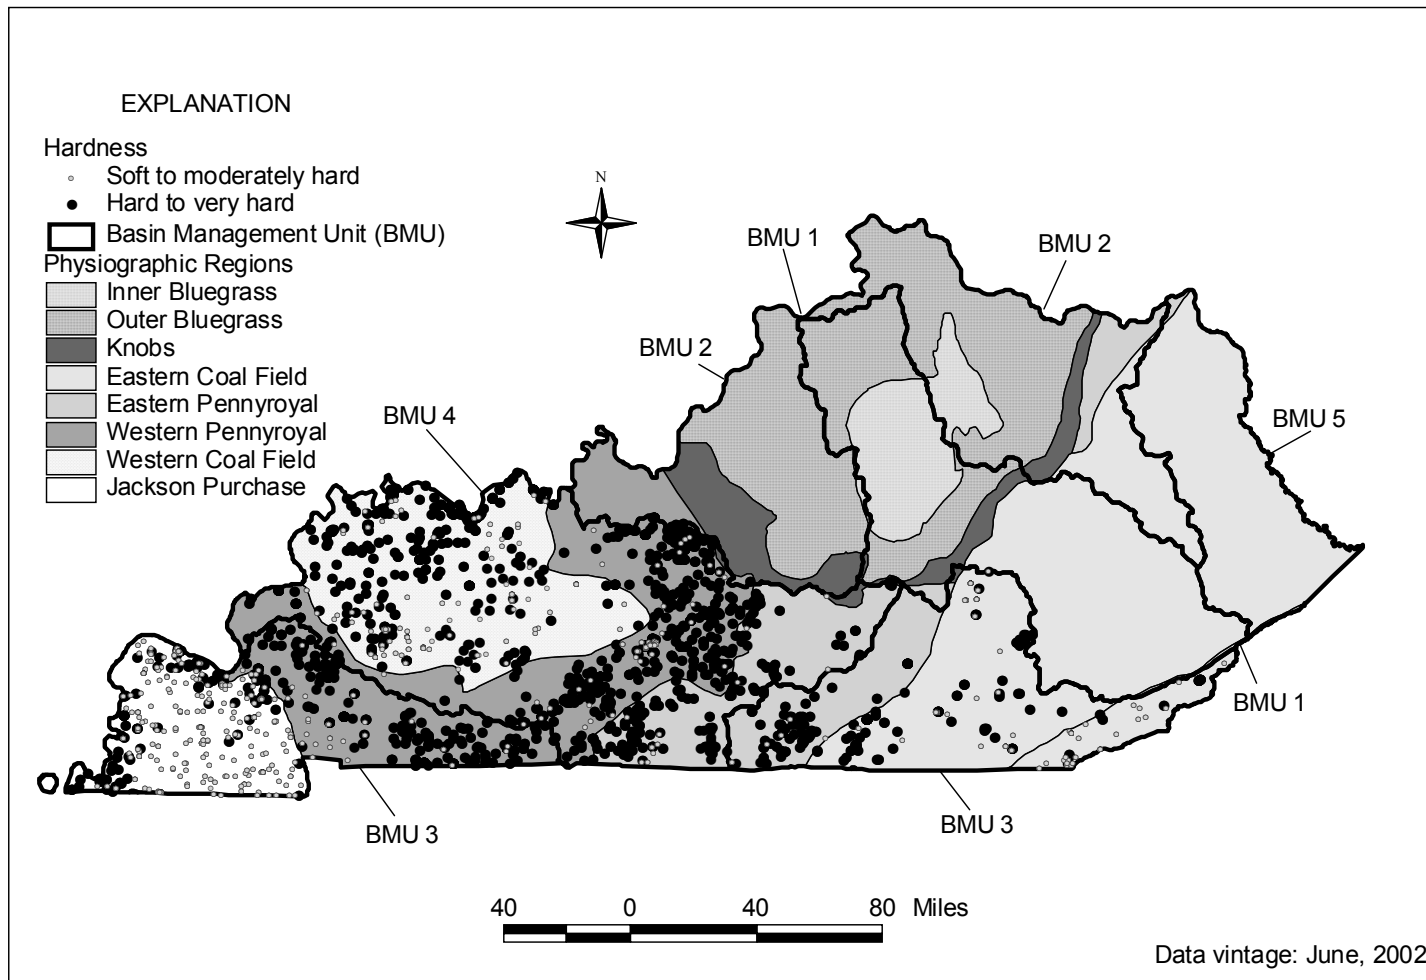 EXPLANATION
Hardness
Soft to moderately hard
Hard to very hard
Basin Management Unit (BMU)
Physiographic Regions
Inner Bluegrass
Outer Bluegrass
Knobs
Eastern Coal Field
Eastern Pennyroyal
Western Pennyroyal
Western Coal Field
Jackson Purchase
N
BMU 1
BMU 2
BMU 2
BMU 4
BMU 5
BMU 1
BMU 3
BMU 3
40 0 40 80 Miles
Data vintage: June, 2002